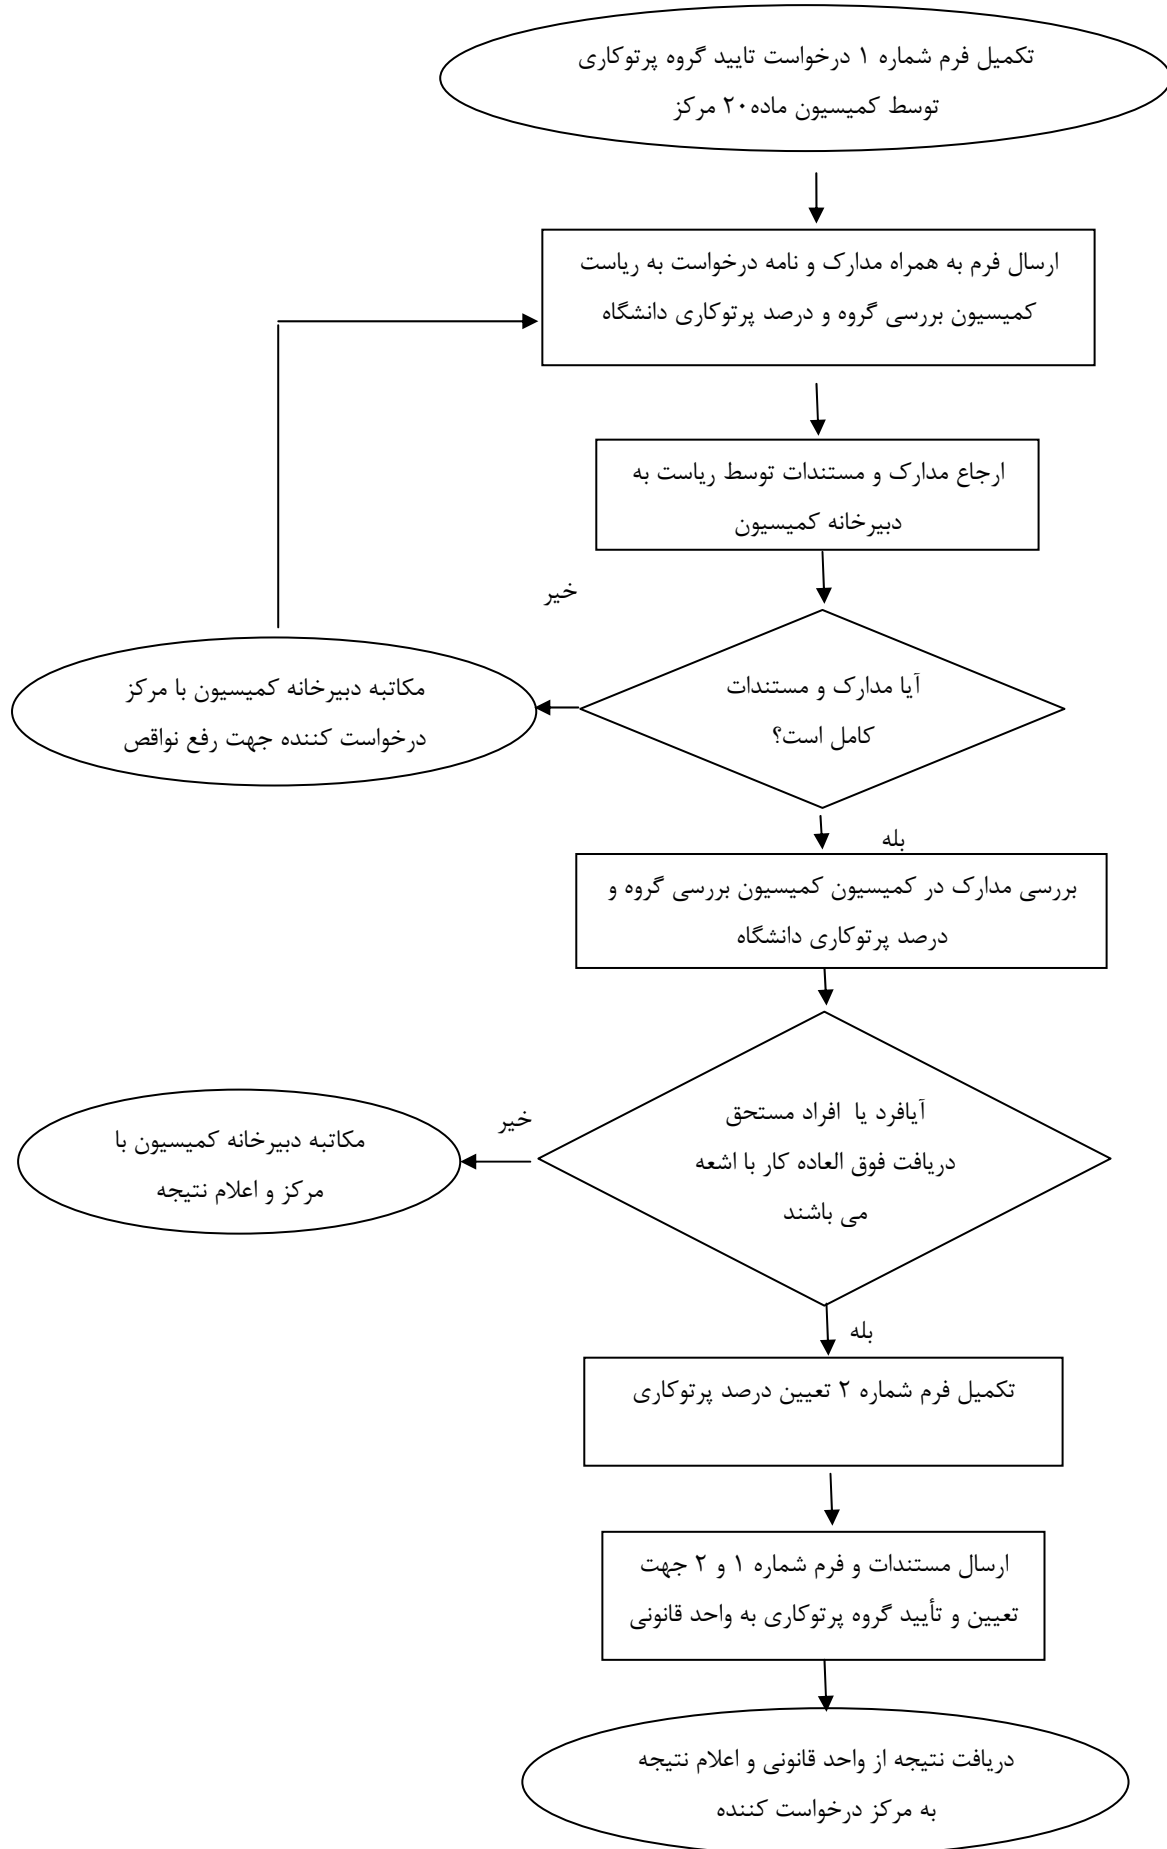 تکمیل فرم شماره ۱ درخواست تایید گروه پرتوکاری
توسط کمیسیون ماده۲۰ مرکز
ارسال فرم به همراه مدارک و نامه درخواست به ریاست
کمیسیون بررسی گروه و درصد پرتوکاری دانشگاه
ارجاع مدارک و مستندات توسط ریاست به
دبیرخانه کمیسیون
خیر
آیا مدارک و مستندات
کامل است؟
مکاتبه دبیرخانه کمیسیون با مرکز
درخواست کننده جهت رفع نواقص
بله
بررسی مدارک در کمیسیون کمیسیون بررسی گروه و
درصد پرتوکاری دانشگاه
آیافرد یا افراد مستحق
دریافت فوق العاده کار با اشعه
می باشند
خیر
مکاتبه دبیرخانه کمیسیون با
مرکز و اعلام نتیجه
بله
تکمیل فرم شماره ۲ تعیین درصد پرتوکاری
ارسال مستندات و فرم شماره ۱ و ۲ جهت
تعیین و تأیید گروه پرتوکاری به واحد قانونی
دریافت نتیجه از واحد قانونی و اعلام نتیجه
به مرکز درخواست کننده